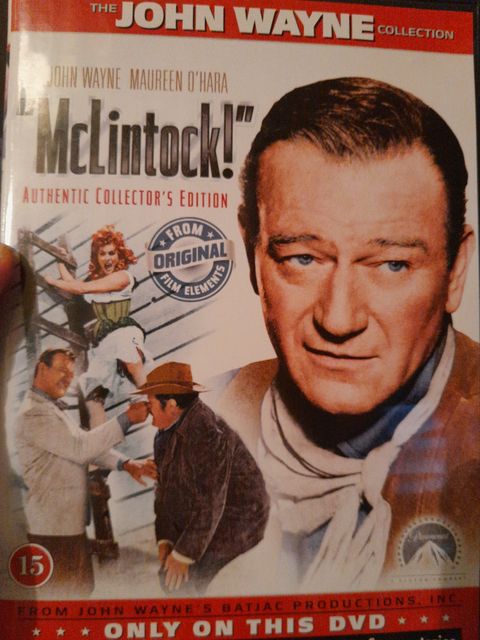 THE JOHN WAYNE COLLECTION
JOHN WAYNE MAUREEN O'HARA
"McLintock!"
AUTHENTIC COLLECTOR'S EDITION
FROM
ORIGINAL
FILM ELEMENTS
Paramount
15
FROM JOHN WAYNE'S BATJAC PRODUCTIONS, INC.
ONLY ON THIS DVD